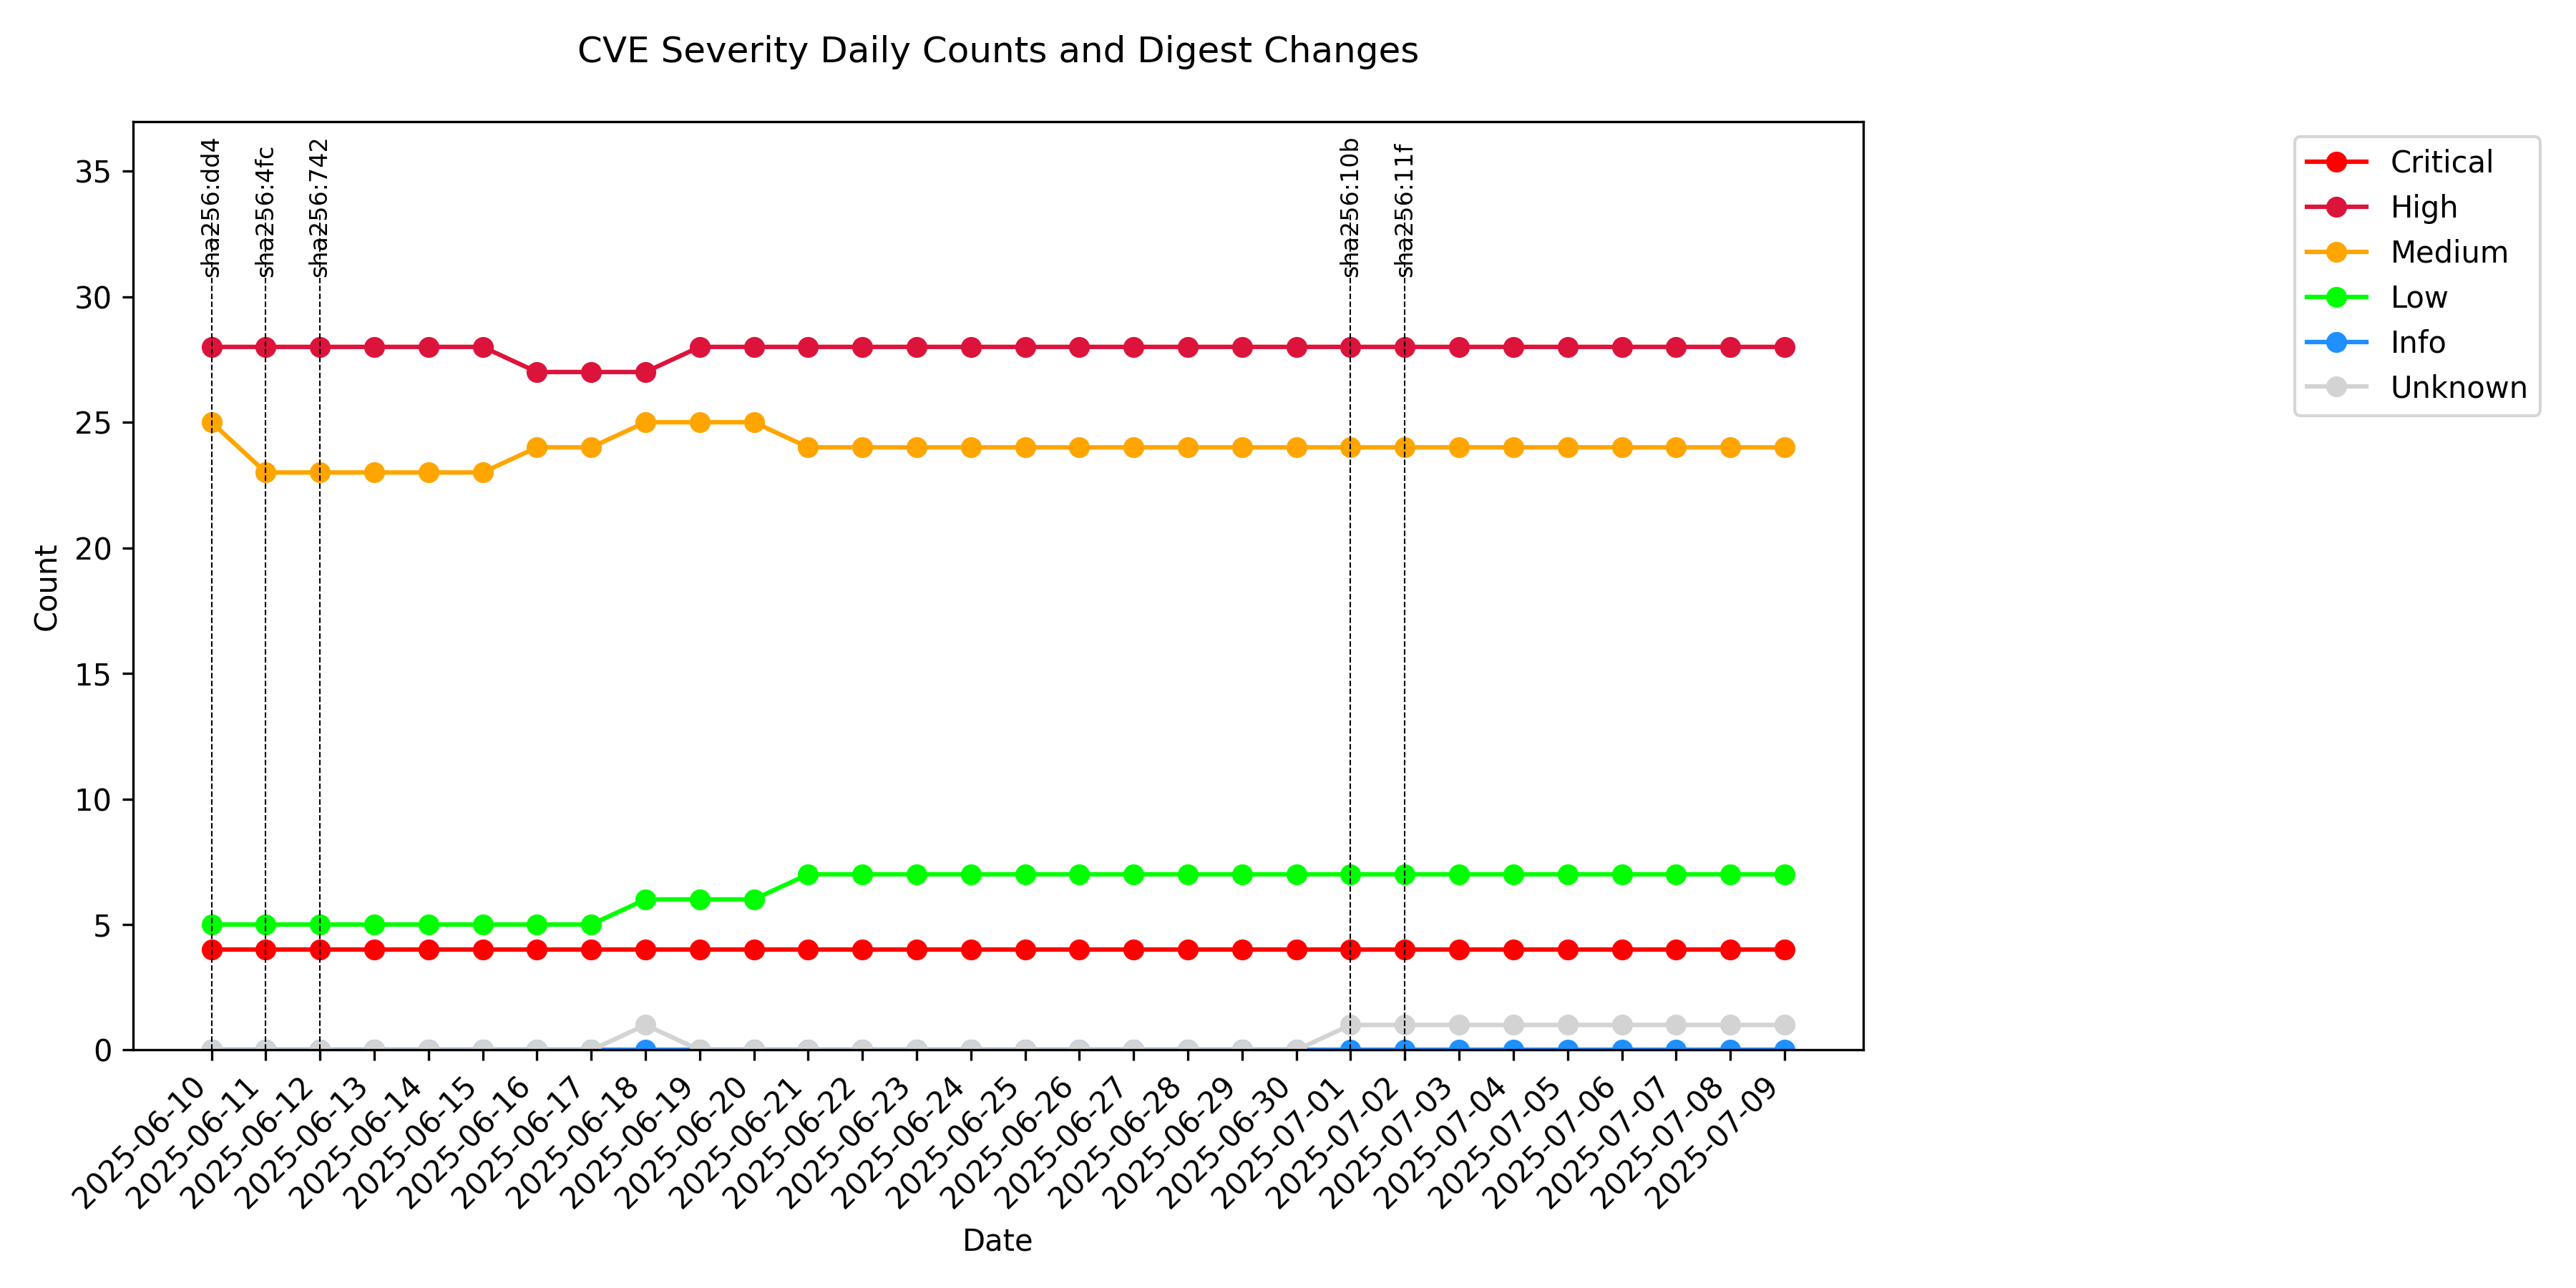 CVE Severity Daily Counts and Digest Changes
sha256:dd4
sha256:4fc
sha256:742
sha256:10b
sha256:11f
Critical
High
Medium
Low
Info
Unknown
Count
35
30
25
20
15
10
5
0
2025-06-10
2025-06-11
2025-06-12
2025-06-13
2025-06-14
2025-06-15
2025-06-16
2025-06-17
2025-06-18
2025-06-19
2025-06-20
2025-06-21
2025-06-22
2025-06-23
2025-06-24
2025-06-25
2025-06-26
2025-06-27
2025-06-28
2025-06-29
2025-06-30
2025-07-01
2025-07-02
2025-07-03
2025-07-04
2025-07-05
2025-07-06
2025-07-07
2025-07-08
2025-07-09
Date